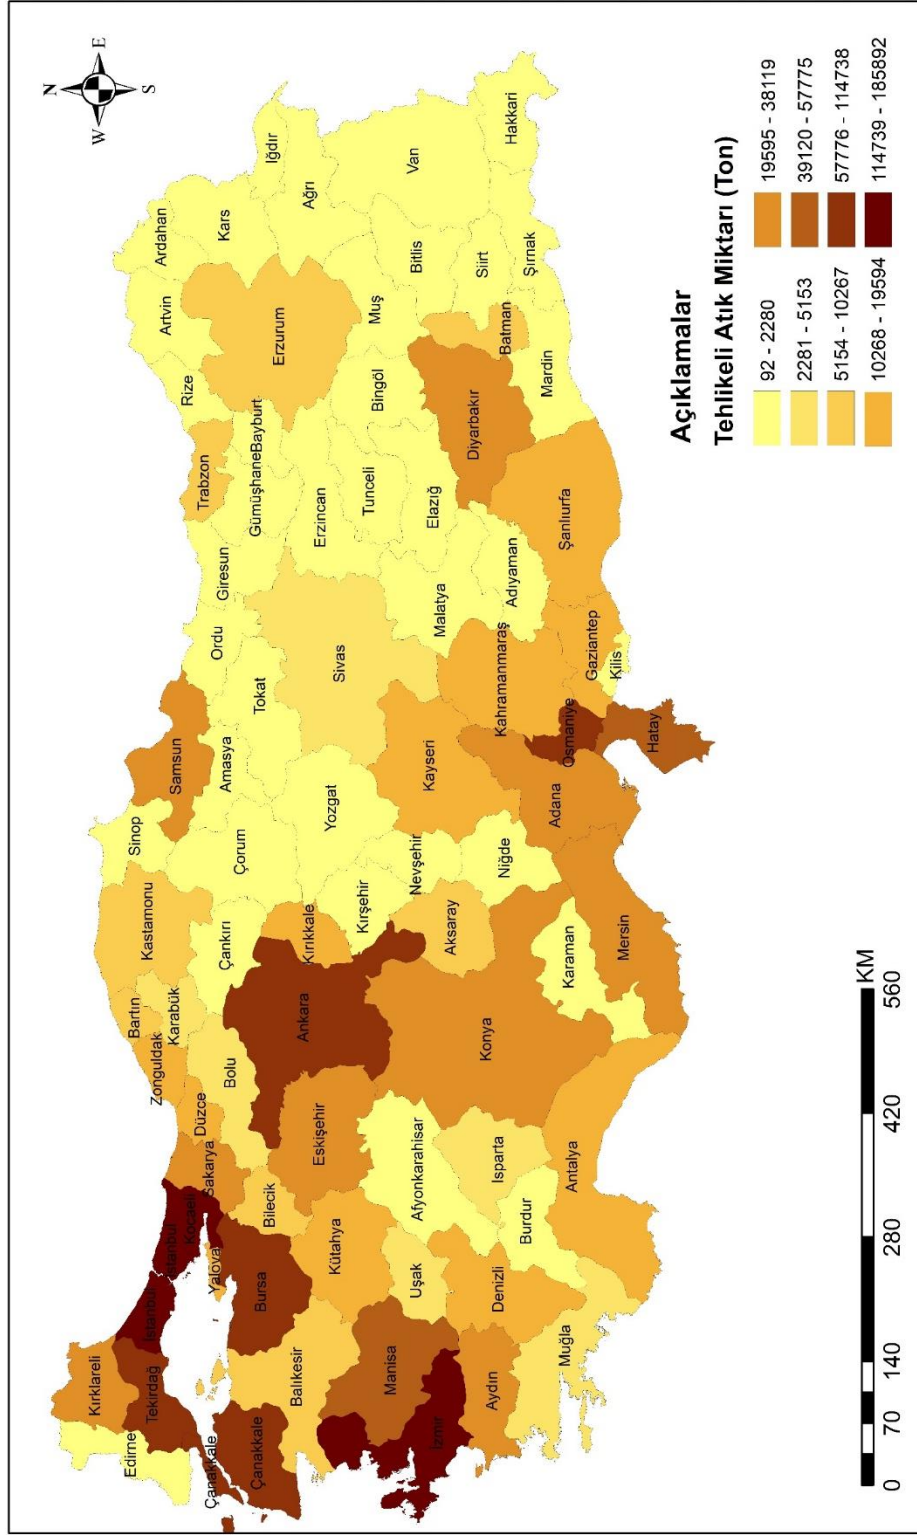 N
W E
S
Kırklareli
Edirne
Tekirdağ
İstanbul
İstanbul
Kocaeli
Çanakkale
Çanakkale
Yalova
Sakarya
Düzce
Zonguldak
Bartın
Karabük
Kastamonu
Sinop
Samsun
Ordu
Giresun
Trabzon
Rize
Artvin
Ardahan
Kars
Iğdır
Ağrı
Bolu
Çankırı
Çorum
Amasya
Tokat
Gümüşhane
Bayburt
Erzurum
Balıkesir
Bursa
Bilecik
Eskişehir
Ankara
Kırıkkale
Yozgat
Sivas
Erzincan
Tunceli
Bingöl
Muş
Kütahya
Manisa
Uşak
Afyonkarahisar
Kırşehir
Nevşehir
Kayseri
Malatya
Elazığ
Bitlis
Van
İzmir
Aydın
Denizli
Burdur
Isparta
Konya
Aksaray
Niğde
Kahramanmaraş
Adıyaman
Diyarbakır
Batman
Siirt
Şırnak
Hakkari
Muğla
Antalya
Karaman
Mersin
Adana
Osmaniye
Gaziantep
Kilis
Şanlıurfa
Mardin
Hatay
Açıklamalar
Tehlikeli Atık Miktarı (Ton)
92 - 2280
2281 - 5153
5154 - 10267
10268 - 19594
19595 - 38119
39120 - 57775
57776 - 114738
114739 - 185892
0 70 140 280 420 560
KM